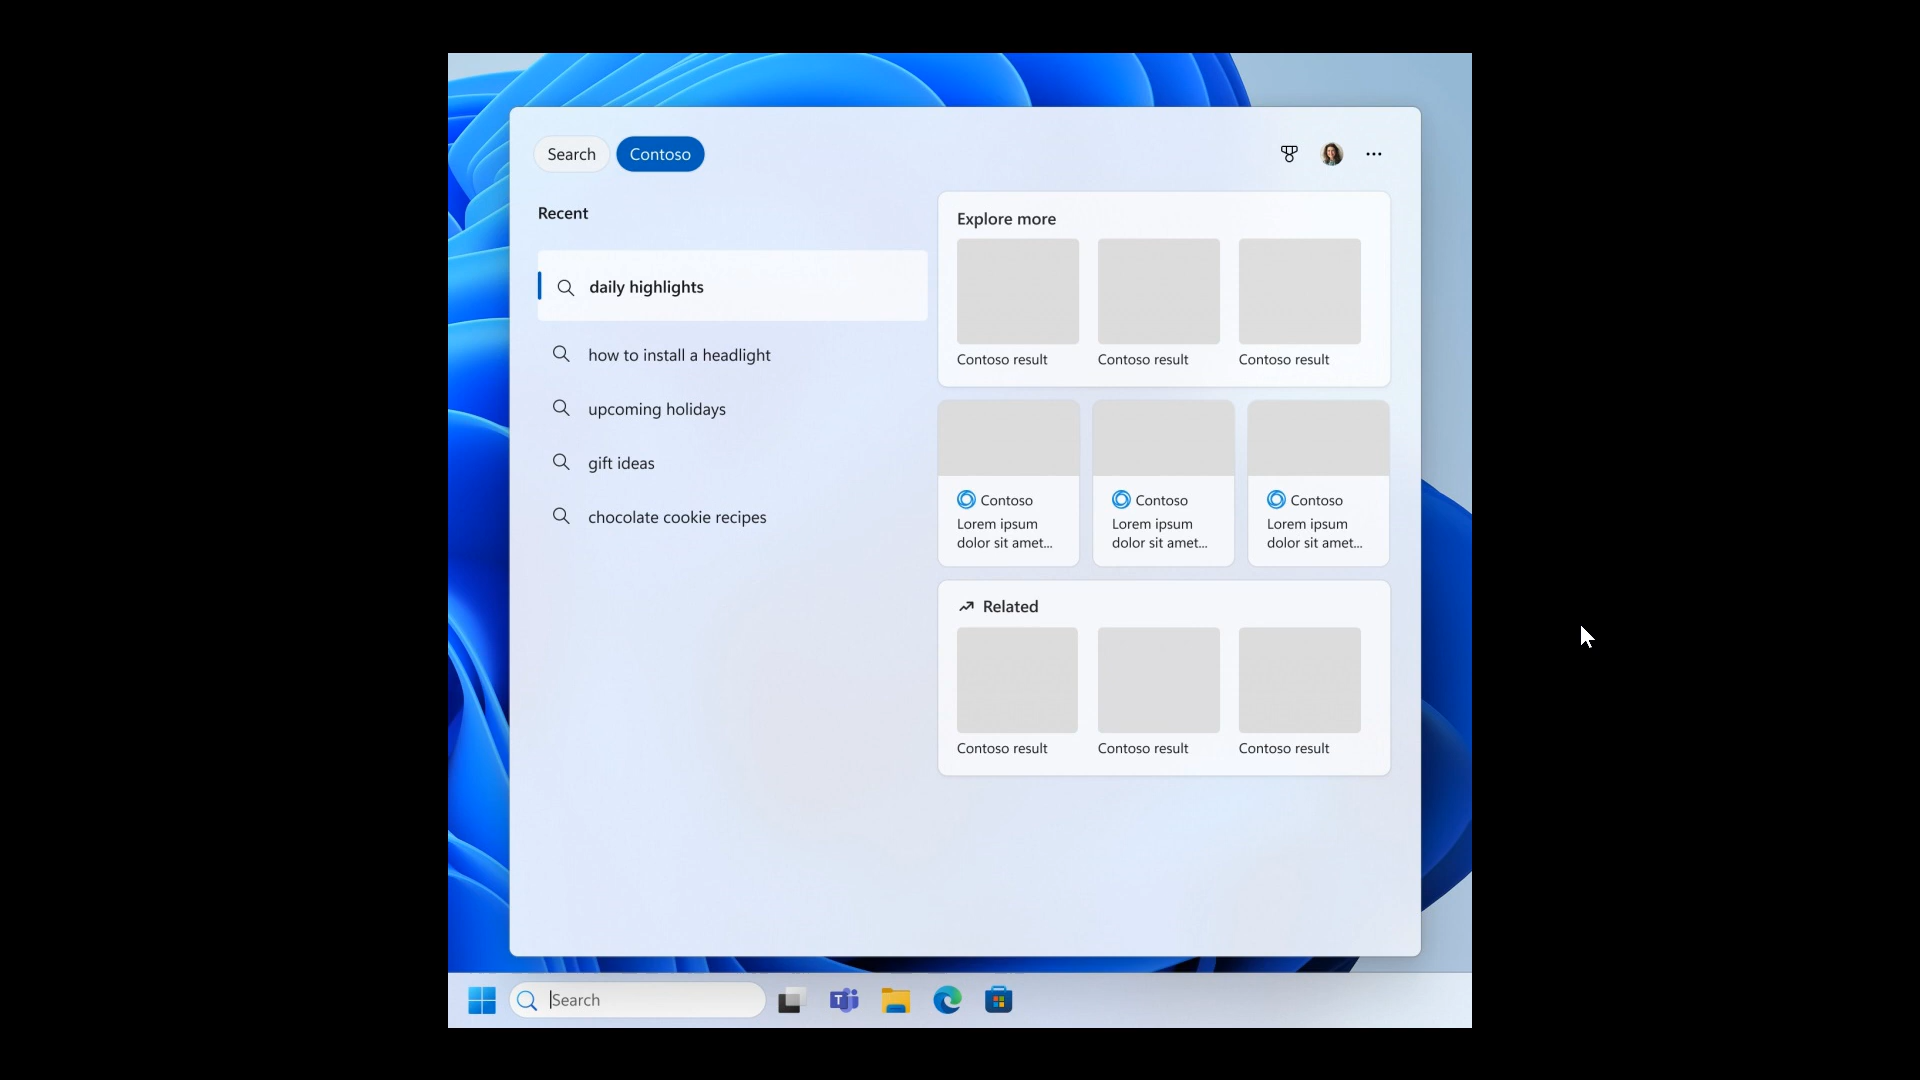 Search Contoso
Recent
daily highlights
how to install a headlight
upcoming holidays
gift ideas
chocolate cookie recipes
Explore more
Contoso result Contoso result Contoso result
Contoso
Lorem ipsum
dolor sit amet...
Contoso
Lorem ipsum
dolor sit amet...
Contoso
Lorem ipsum
dolor sit amet...
Related
Contoso result Contoso result Contoso result
Search